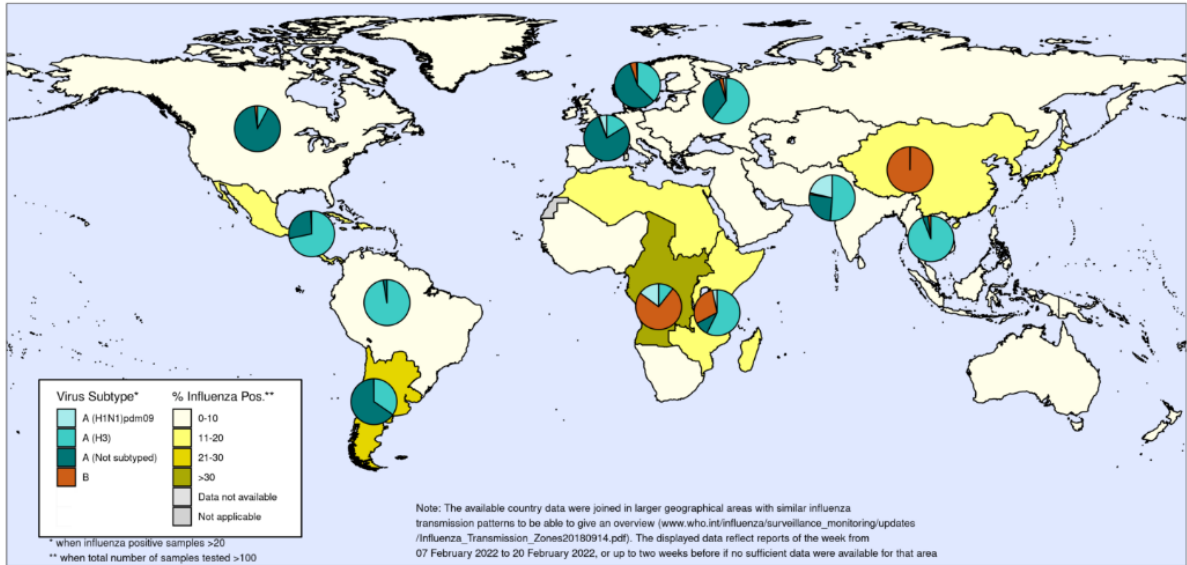 Virus Subtype*
A (H1N1)pdm09
A (H3)
A (Not subtyped)
B
% Influenza Pos.**
0-10
11-20
21-30
>30
Data not available
Not applicable
* when influenza positive samples >20
** when total number of samples tested >100
Note: The available country data were joined in larger geographical areas with similar influenza
transmission patterns to be able to give an overview (www.who.int/influenza/surveillance_monitoring/updates
/Influenza_Transmission_Zones20180914.pdf). The displayed data reflect reports of the week from
07 February 2022 to 20 February 2022, or up to two weeks before if no sufficient data were available for that area